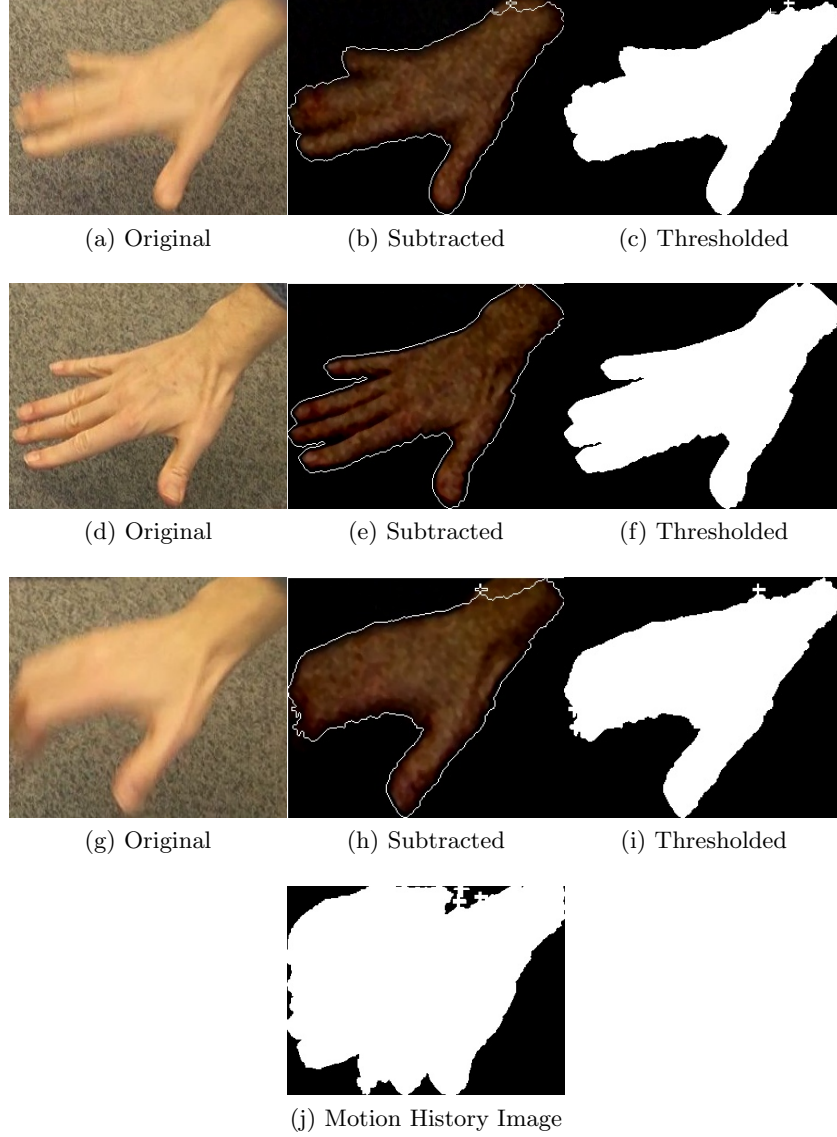 (a) Original (b) Subtracted (c) Thresholded
(d) Original (e) Subtracted (f) Thresholded
(g) Original (h) Subtracted (i) Thresholded
(j) Motion History Image